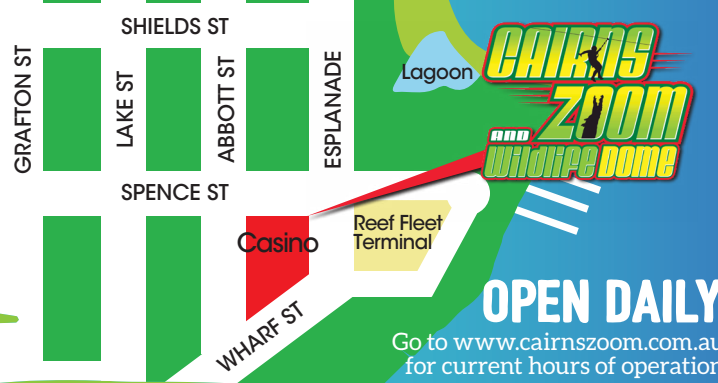 SHIELDS ST
GRAFTON ST
LAKE ST
ABBOTT ST
ESPLANADE
Lagoon
CAIRNS
ZOOM
AND
Wildlife DOME
SPENCE ST
Casino
Reef Fleet
Terminal
WHARF ST
OPEN DAILY
Go to www.cairnszoom.com.au
for current hours of operation